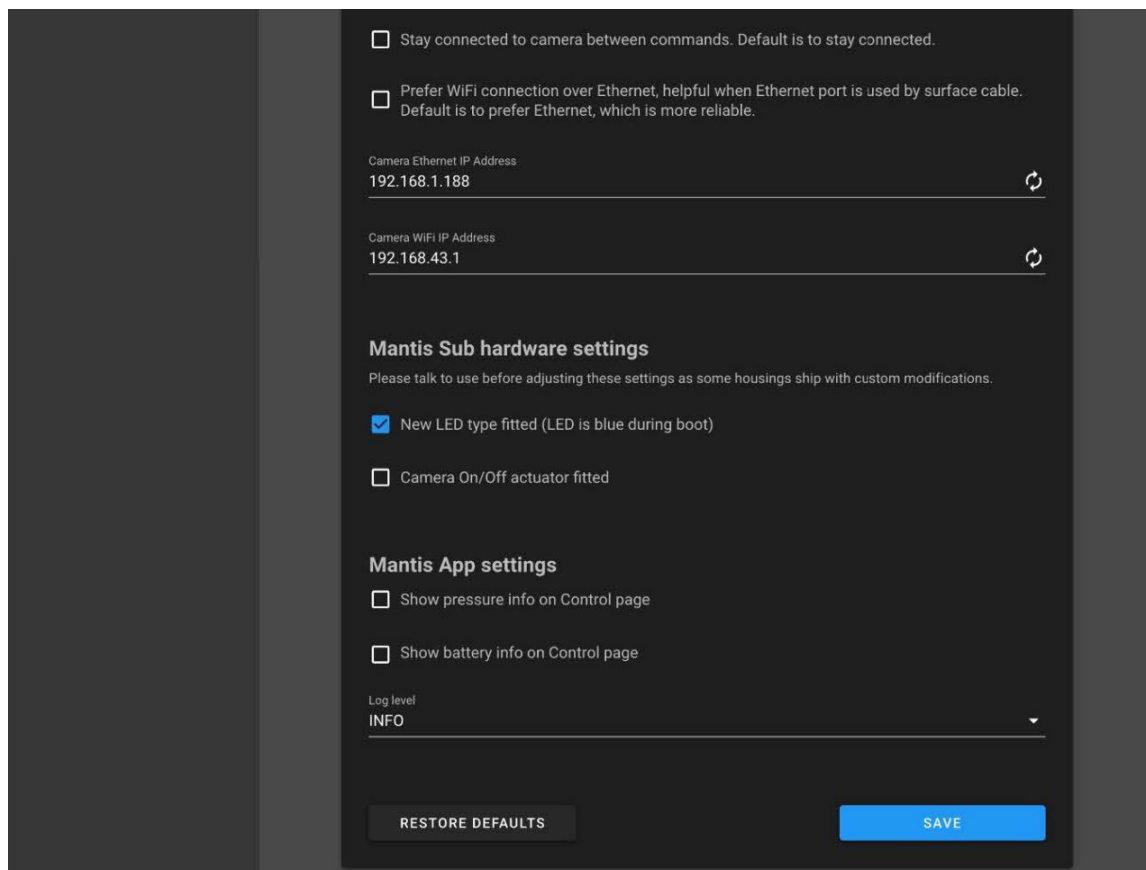 Stay connected to camera between commands. Default is to stay connected.
Prefer WiFi connection over Ethernet, helpful when Ethernet port is used by surface cable.
Default is to prefer Ethernet, which is more reliable.
Camera Ethernet IP Address
192.168.1.188
Camera WiFi IP Address
192.168.43.1
Mantis Sub hardware settings
Please talk to use before adjusting these settings as some housings ship with custom modifications.
New LED type fitted (LED is blue during boot)
Camera On/Off actuator fitted
Mantis App settings
Show pressure info on Control page
Show battery info on Control page
Log level
INFO
RESTORE DEFAULTS
SAVE